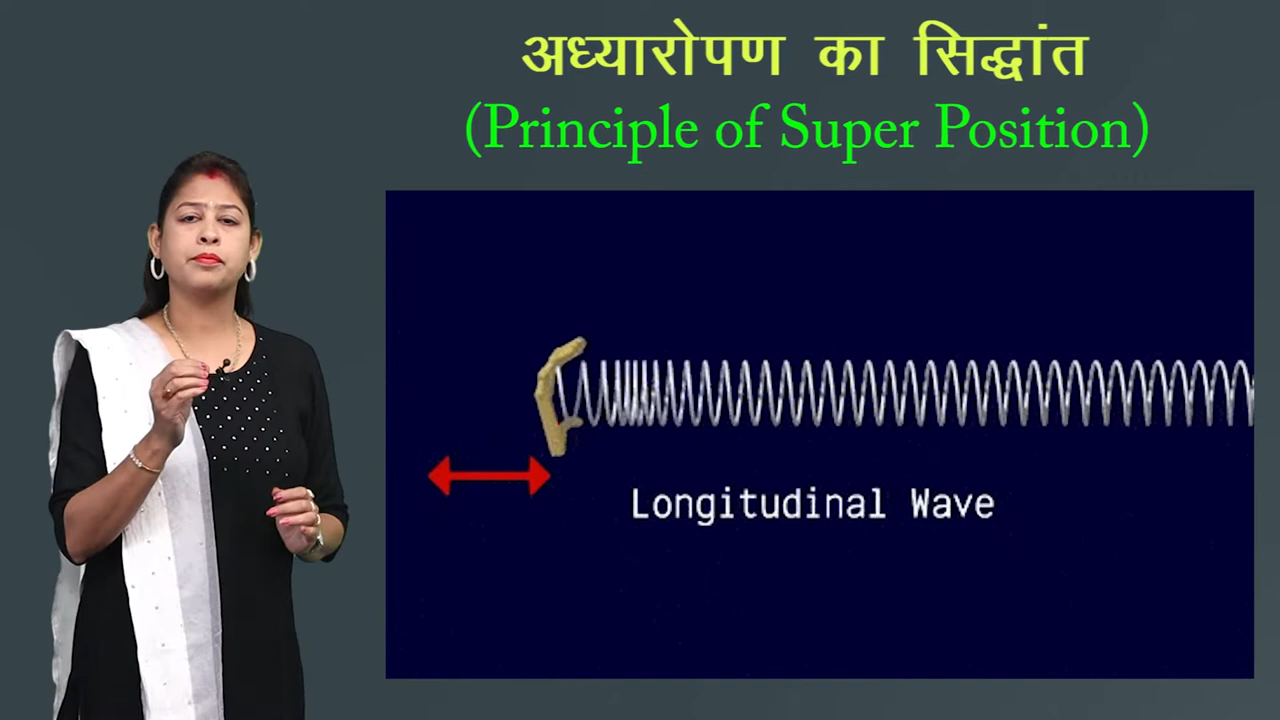 अध्यारोपण का सिद्धांत
(Principle of Super Position)
Longitudinal Wave